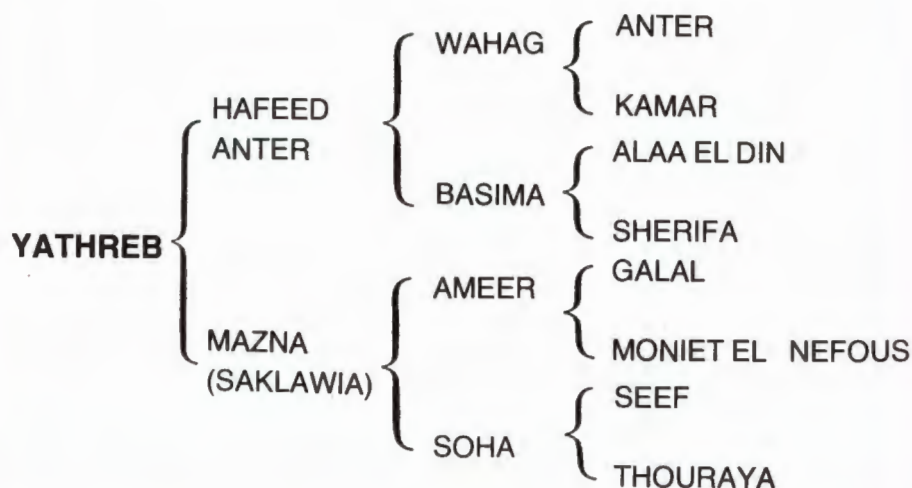 YATHREB
HAFEED
ANTER
WAHAG
ANTER
KAMAR
BASIMA
ALAA EL DIN
SHERIFA
MAZNA
(SAKLAWIA)
AMEER
GALAL
MONIET EL NEFOUS
SOHA
SEEF
THOURAYA